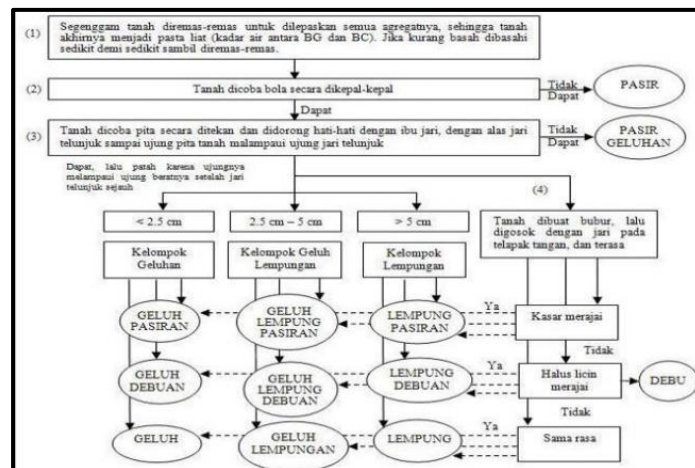 (1)
Segenggam tanah diremas-remas untuk dilepaskan semua agregatnya, sehingga tanah
akhirnya menjadi pasta liat (kadar air antara BG dan BC). Jika kurang basah dibasahi
sedikit demi sedikit sambil diremas-remas.
(2)
Tanah dicoba bola secara dikepal-kepal
Tidak
Dapat
PASIR
Dapat
(3)
Tanah dicoba pita secara ditekan dan didorong hati-hati dengan ibu jari, dengan alas jari
telunjuk sampai ujung pita tanah malampaui ujung jari telunjuk
Tidak
Dapat
PASIR
GELUHAN
Dapat, lalu patah karena ujungnya
melampaui ujung beratnya setelah jari
telunjuk sejauh
(4)
< 2.5 cm
2.5 cm – 5 cm
> 5 cm
Tanah dibuat bubur, lalu
digosok dengan jari pada
telapak tangan, dan terasa
Kelompok
Geluhan
Kelompok Geluh
Lempungan
Kelompok
Lempungan
GELUH
PASIRAN
GELUH
LEMPUNG
PASIRAN
LEMPUNG
PASIRAN
Ya
Kasar merajai
Tidak
GELUH
DEBUAN
GELUH
LEMPUNG
DEBUAN
LEMPUNG
DEBUAN
Ya
Halus licin
merajai
DEBU
Tidak
GELUH
GELUH
LEMPUNGAN
LEMPUNG
Ya
Sama rasa